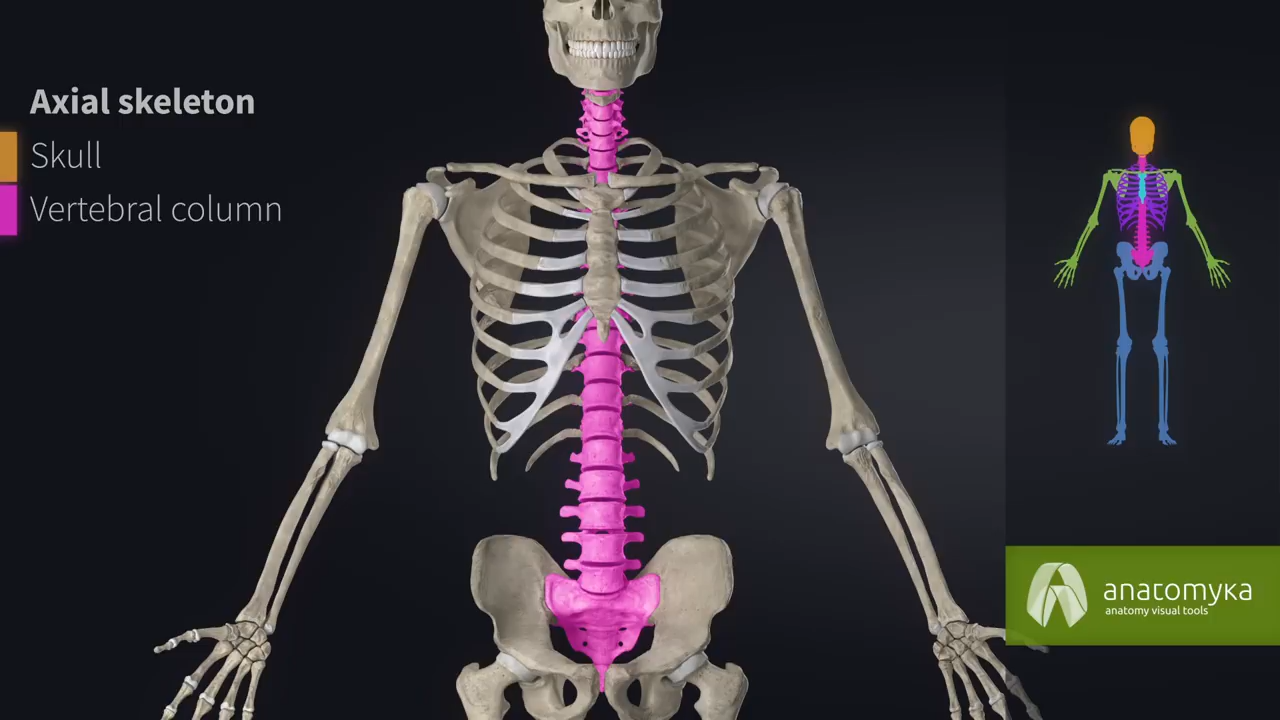 Axial skeleton
Skull
Vertebral column
anatomyka
anatomy visual tools